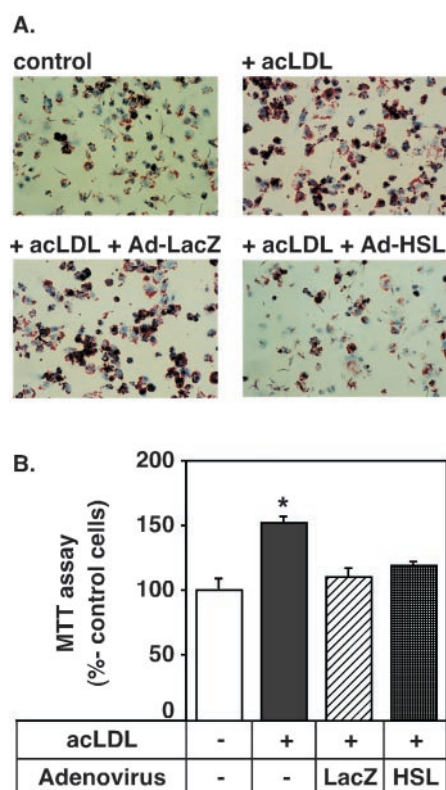 A.
control
+ acLDL
+ acLDL + Ad-LacZ
+ acLDL + Ad-HSL
B.
MTT assay
(%- control cells)
200
150
100
50
0
*
acLDL - + + +
Adenovirus - - LacZ HSL